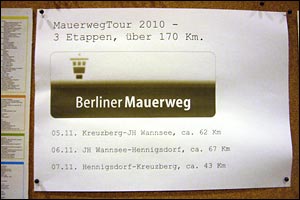 MauerwegTour 2010 -
3 Etappen, über 170 Km.
Berliner Mauerweg
05.11. Kreuzberg-JH Wannsee, ca. 62 Km
06.11. JH Wannsee-Hennigsdorf, ca. 67 Km
07.11. Hennigsdorf-Kreuzberg, ca. 43 Km